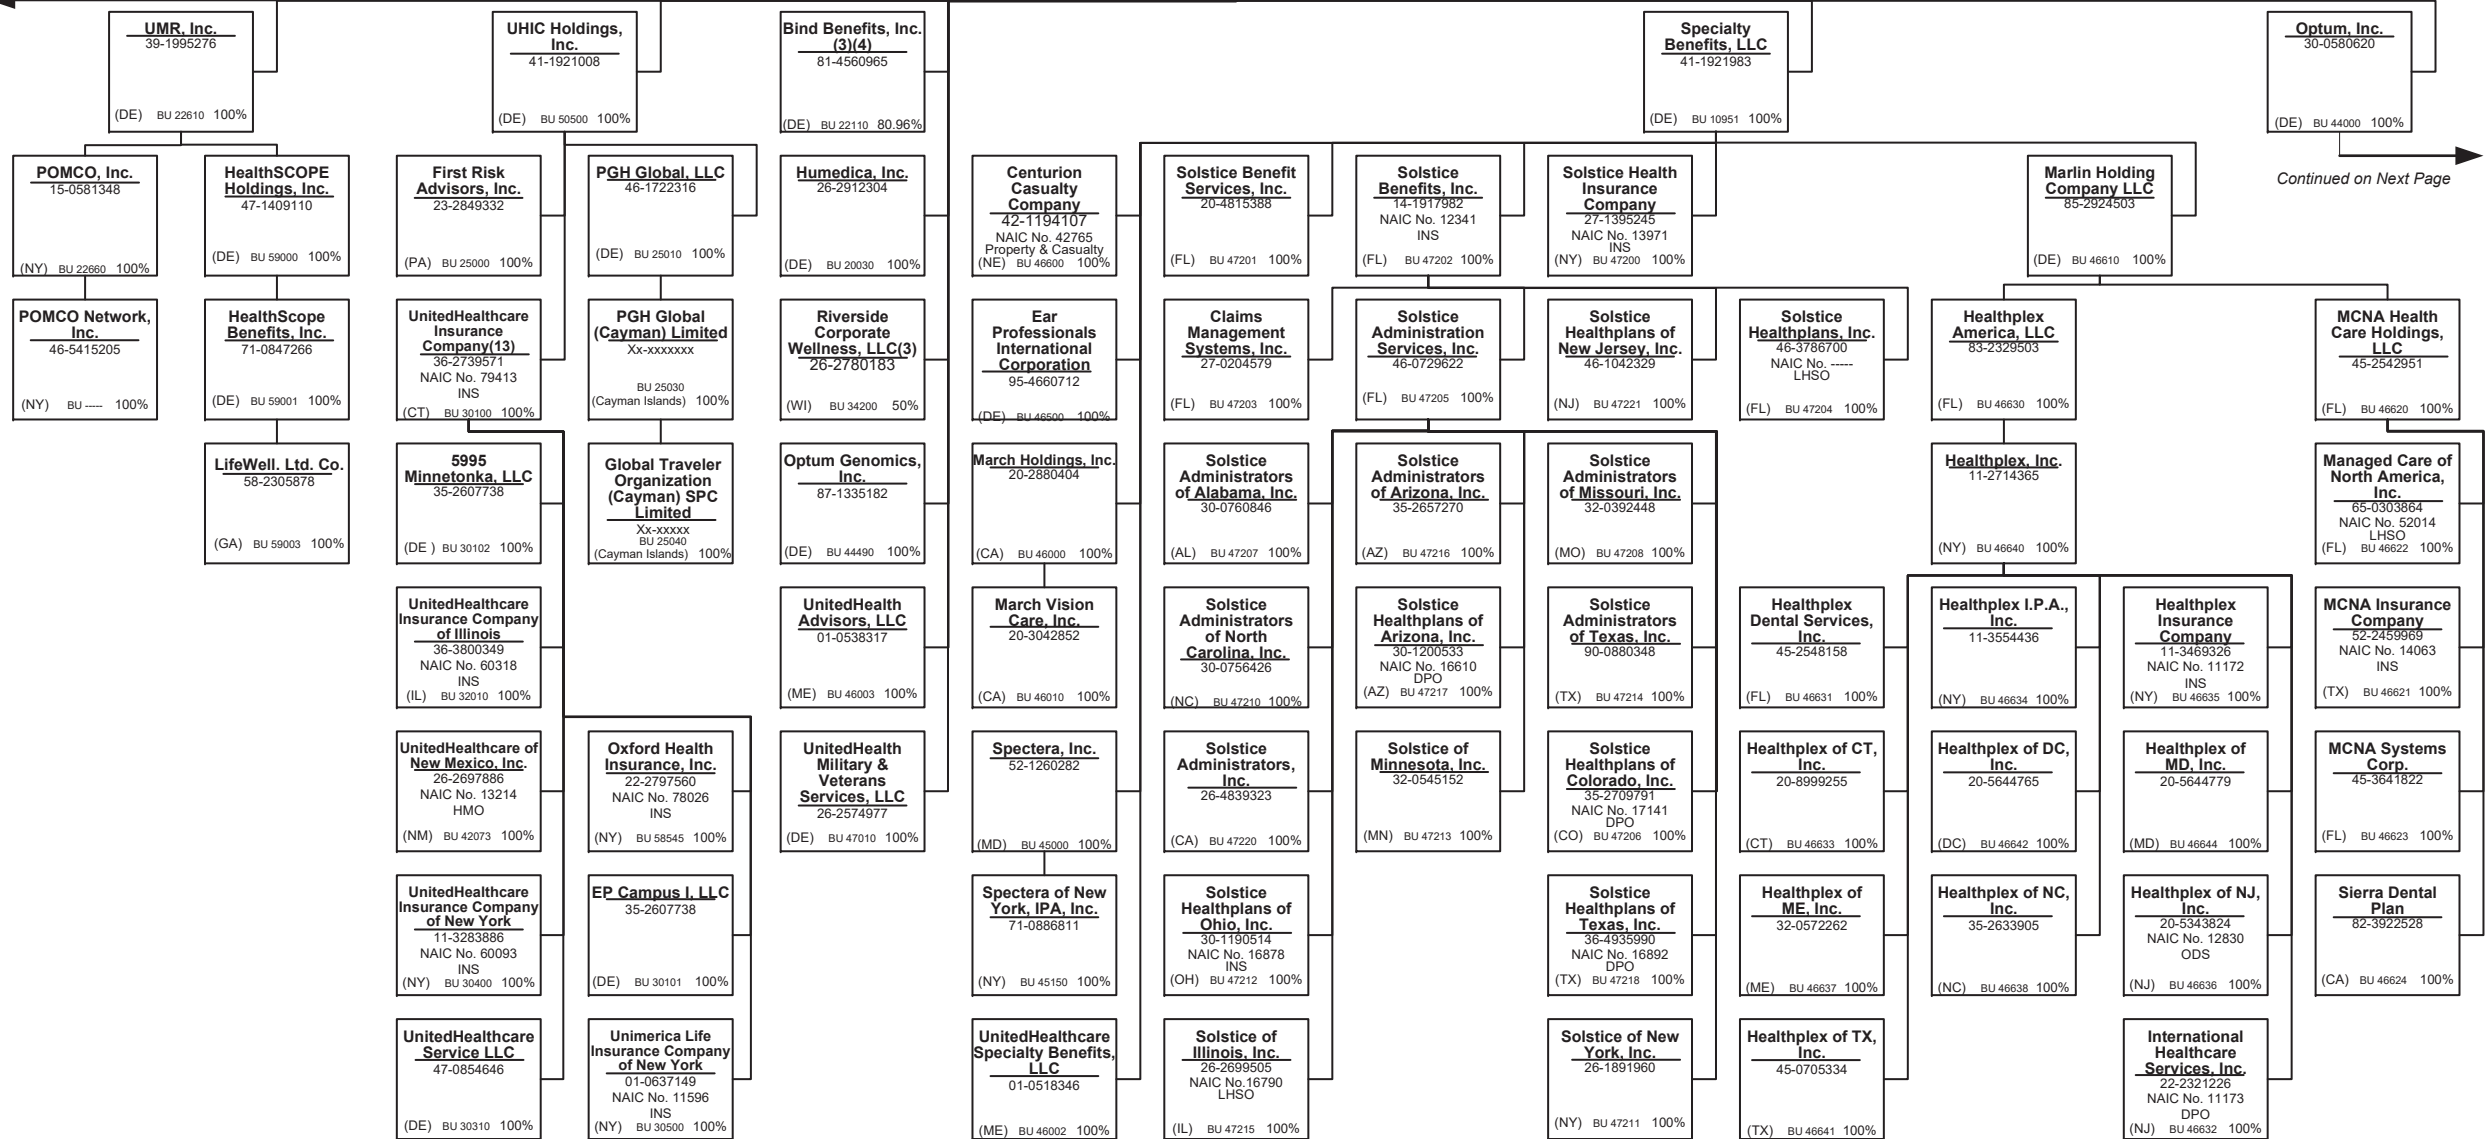 UMR, Inc.
39-1995276
(DE) BU 22610 100%
UHIC Holdings,
Inc.
41-1921008
(DE) BU 50500 100%
Bind Benefits, Inc.
(3)(4)
81-4560965
(DE) BU 22110 80.96%
Specialty
Benefits, LLC
41-1921983
(DE) BU 10951 100%
Optum, Inc.
30-0580620
(DE) BU 44000 100%
Continued on Next Page
POMCO, Inc.
15-0581348
(NY) BU 22660 100%
HealthSCOPE
Holdings, Inc.
47-1409110
(DE) BU 59000 100%
First Risk
Advisors, Inc.
23-2849332
(PA) BU 25000 100%
PGH Global, LLC
46-1722316
(DE) BU 25010 100%
Humedica, Inc.
26-2912304
(DE) BU 20030 100%
Centurion
Casualty
Company
42-1194107
NAIC No. 42765
Property & Casualty
(NE) BU 46600 100%
Solstice Benefit
Services, Inc.
20-4815388
(FL) BU 47201 100%
Solstice
Benefits, Inc.
14-1917982
NAIC No. 12341
INS
(FL) BU 47202 100%
Solstice Health
Insurance
Company
27-1395245
NAIC No. 13971
INS
(NY) BU 47200 100%
Marlin Holding
Company LLC
85-2924503
(DE) BU 46610 100%
POMCO Network,
Inc.
46-5415205
(NY) BU ----- 100%
HealthScope
Benefits, Inc.
71-0847266
(DE) BU 59001 100%
UnitedHealthcare
Insurance
Company(13)
36-2739571
NAIC No. 79413
INS
(CT) BU 30100 100%
PGH Global
(Cayman) Limited
Xx-xxxxxxx
BU 25030
(Cayman Islands) 100%
Riverside
Corporate
Wellness, LLC(3)
26-2780183
(WI) BU 34200 50%
Ear
Professionals
International
Corporation
95-4660712
(DE) BU 46500 100%
Claims
Management
Systems, Inc.
27-0204579
(FL) BU 47203 100%
Solstice
Administration
Services, Inc.
46-0729622
(FL) BU 47205 100%
Solstice
Healthplans of
New Jersey, Inc.
46-1042329
(NJ) BU 47221 100%
Solstice
Healthplans, Inc.
46-3786700
NAIC No. -----
LHSO
(FL) BU 47204 100%
Healthplex
America, LLC
83-2329503
(FL) BU 46630 100%
MCNA Health
Care Holdings,
LLC
45-2542951
(FL) BU 46620 100%
LifeWell. Ltd. Co.
58-2305878
(GA) BU 59003 100%
5995
Minnetonka, LLC
35-2607738
(DE ) BU 30102 100%
Global Traveler
Organization
(Cayman) SPC
Limited
Xx-xxxxx
BU 25040
(Cayman Islands) 100%
Optum Genomics,
Inc.
87-1335182
(DE) BU 44490 100%
March Holdings, Inc.
20-2880404
(CA) BU 46000 100%
Solstice
Administrators
of Alabama, Inc.
30-0760846
(AL) BU 47207 100%
Solstice
Administrators
of Arizona, Inc.
35-2657270
(AZ) BU 47216 100%
Solstice
Administrators
of Missouri, Inc.
32-0392448
(MO) BU 47208 100%
Healthplex, Inc.
11-2714365
(NY) BU 46640 100%
Managed Care of
North America,
Inc.
65-0303864
NAIC No. 52014
LHSO
(FL) BU 46622 100%
UnitedHealthcare
Insurance Company
of Illinois
36-3800349
NAIC No. 60318
INS
(IL) BU 32010 100%
UnitedHealth
Advisors, LLC
01-0538317
(ME) BU 46003 100%
March Vision
Care, Inc.
20-3042852
(CA) BU 46010 100%
Solstice
Administrators
of North
Carolina, Inc.
30-0756426
(NC) BU 47210 100%
Solstice
Healthplans of
Arizona, Inc.
30-1200533
NAIC No. 16610
DPO
(AZ) BU 47217 100%
Solstice
Administrators
of Texas, Inc.
90-0880348
(TX) BU 47214 100%
Healthplex
Dental Services,
Inc.
45-2548158
(FL) BU 46631 100%
Healthplex I.P.A.,
Inc.
11-3554436
(NY) BU 46634 100%
Healthplex
Insurance
Company
11-3469326
NAIC No. 11172
INS
(NY) BU 46635 100%
MCNA Insurance
Company
52-2459969
NAIC No. 14063
INS
(TX) BU 46621 100%
UnitedHealthcare of
New Mexico, Inc.
26-2697886
NAIC No. 13214
HMO
(NM) BU 42073 100%
Oxford Health
Insurance, Inc.
22-2797560
NAIC No. 78026
INS
(NY) BU 58545 100%
UnitedHealth
Military &
Veterans
Services, LLC
26-2574977
(DE) BU 47010 100%
Spectera, Inc.
52-1260282
(MD) BU 45000 100%
Solstice
Administrators,
Inc.
26-4839323
(CA) BU 47220 100%
Solstice of
Minnesota, Inc.
32-0545152
(MN) BU 47213 100%
Solstice
Healthplans of
Colorado, Inc.
35-2709791
NAIC No. 17141
DPO
(CO) BU 47206 100%
Healthplex of CT,
Inc.
20-8999255
(CT) BU 46633 100%
Healthplex of DC,
Inc.
20-5644765
(DC) BU 46642 100%
Healthplex of
MD, Inc.
20-5644779
(MD) BU 46644 100%
MCNA Systems
Corp.
45-3641822
(FL) BU 46623 100%
UnitedHealthcare
Insurance Company
of New York
11-3283886
NAIC No. 60093
INS
(NY) BU 30400 100%
EP Campus I, LLC
35-2607738
(DE) BU 30101 100%
Spectera of New
York, IPA, Inc.
71-0886811
(NY) BU 45150 100%
Solstice
Healthplans of
Ohio, Inc.
30-1190514
NAIC No. 16878
INS
(OH) BU 47212 100%
Solstice
Healthplans of
Texas, Inc.
36-4935990
NAIC No. 16892
DPO
(TX) BU 47218 100%
Healthplex of
ME, Inc.
32-0572262
(ME) BU 46637 100%
Healthplex of NC,
Inc.
35-2633905
(NC) BU 46638 100%
Healthplex of NJ,
Inc.
20-5343824
NAIC No. 12830
ODS
(NJ) BU 46636 100%
Sierra Dental
Plan
82-3922528
(CA) BU 46624 100%
UnitedHealthcare
Service LLC
47-0854646
(DE) BU 30310 100%
Unimerica Life
Insurance Company
of New York
01-0637149
NAIC No. 11596
INS
(NY) BU 30500 100%
UnitedHealthcare
Specialty Benefits,
LLC
01-0518346
(ME) BU 46002 100%
Solstice of
Illinois, Inc.
26-2699505
NAIC No.16790
LHSO
(IL) BU 47215 100%
Solstice of New
York, Inc.
26-1891960
(NY) BU 47211 100%
Healthplex of TX,
Inc.
45-0705334
(TX) BU 46641 100%
International
Healthcare
Services, Inc.
22-2321226
NAIC No. 11173
DPO
(NJ) BU 46632 100%